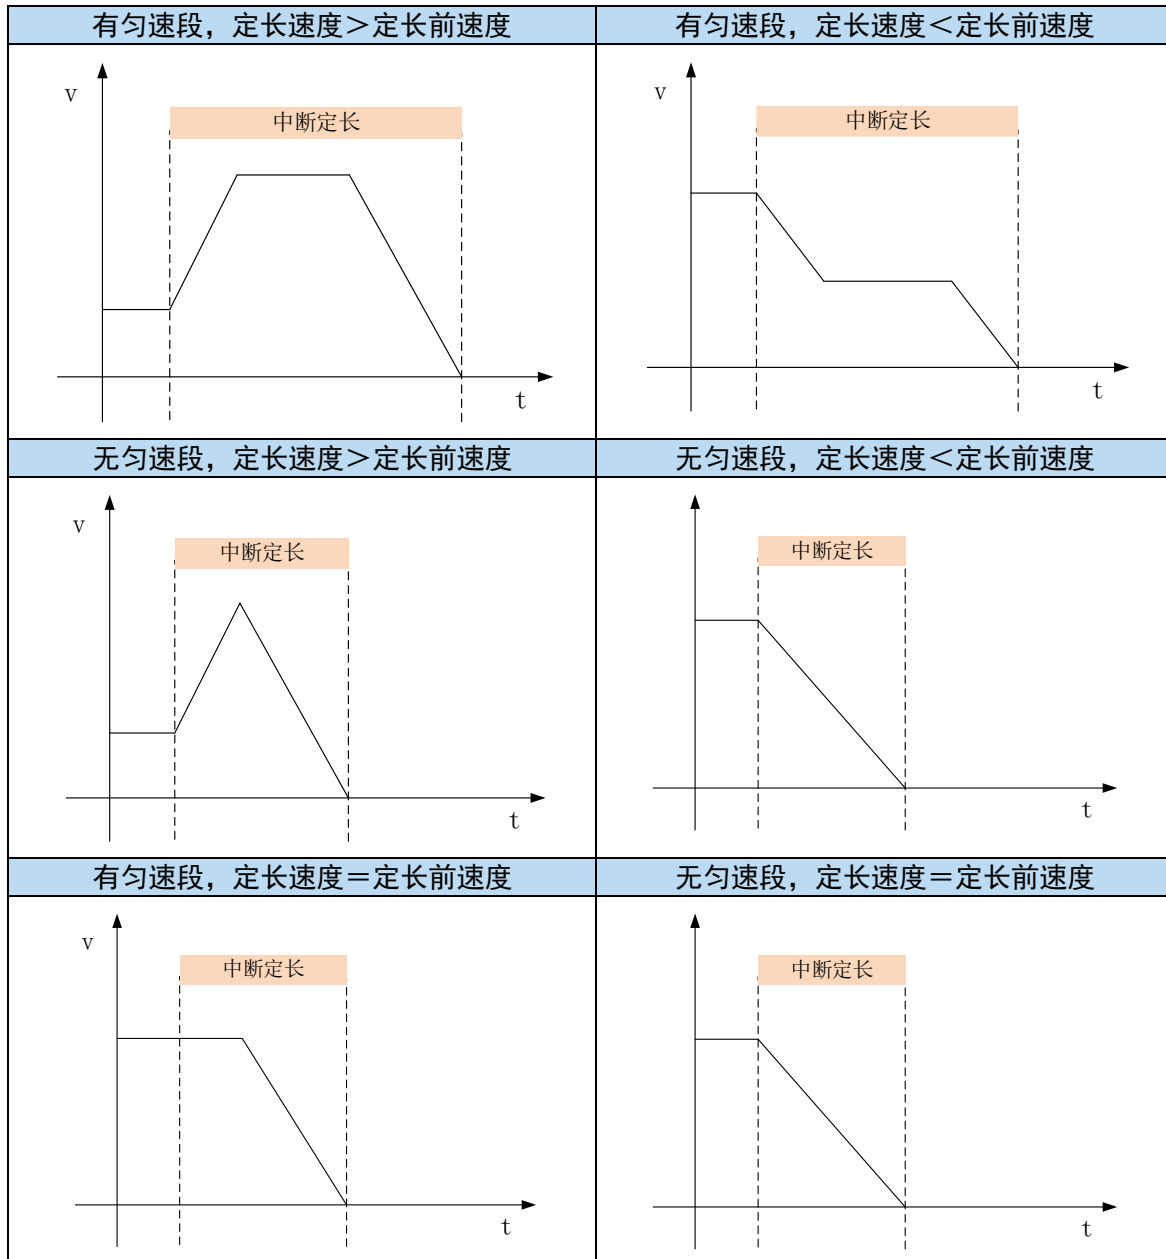 有匀速段，定长速度＞定长前速度
有匀速段，定长速度＜定长前速度
v
中断定长
t
v
中断定长
t
无匀速段，定长速度＞定长前速度
无匀速段，定长速度＜定长前速度
v
中断定长
t
中断定长
t
有匀速段，定长速度＝定长前速度
无匀速段，定长速度＝定长前速度
v
中断定长
t
中断定长
t